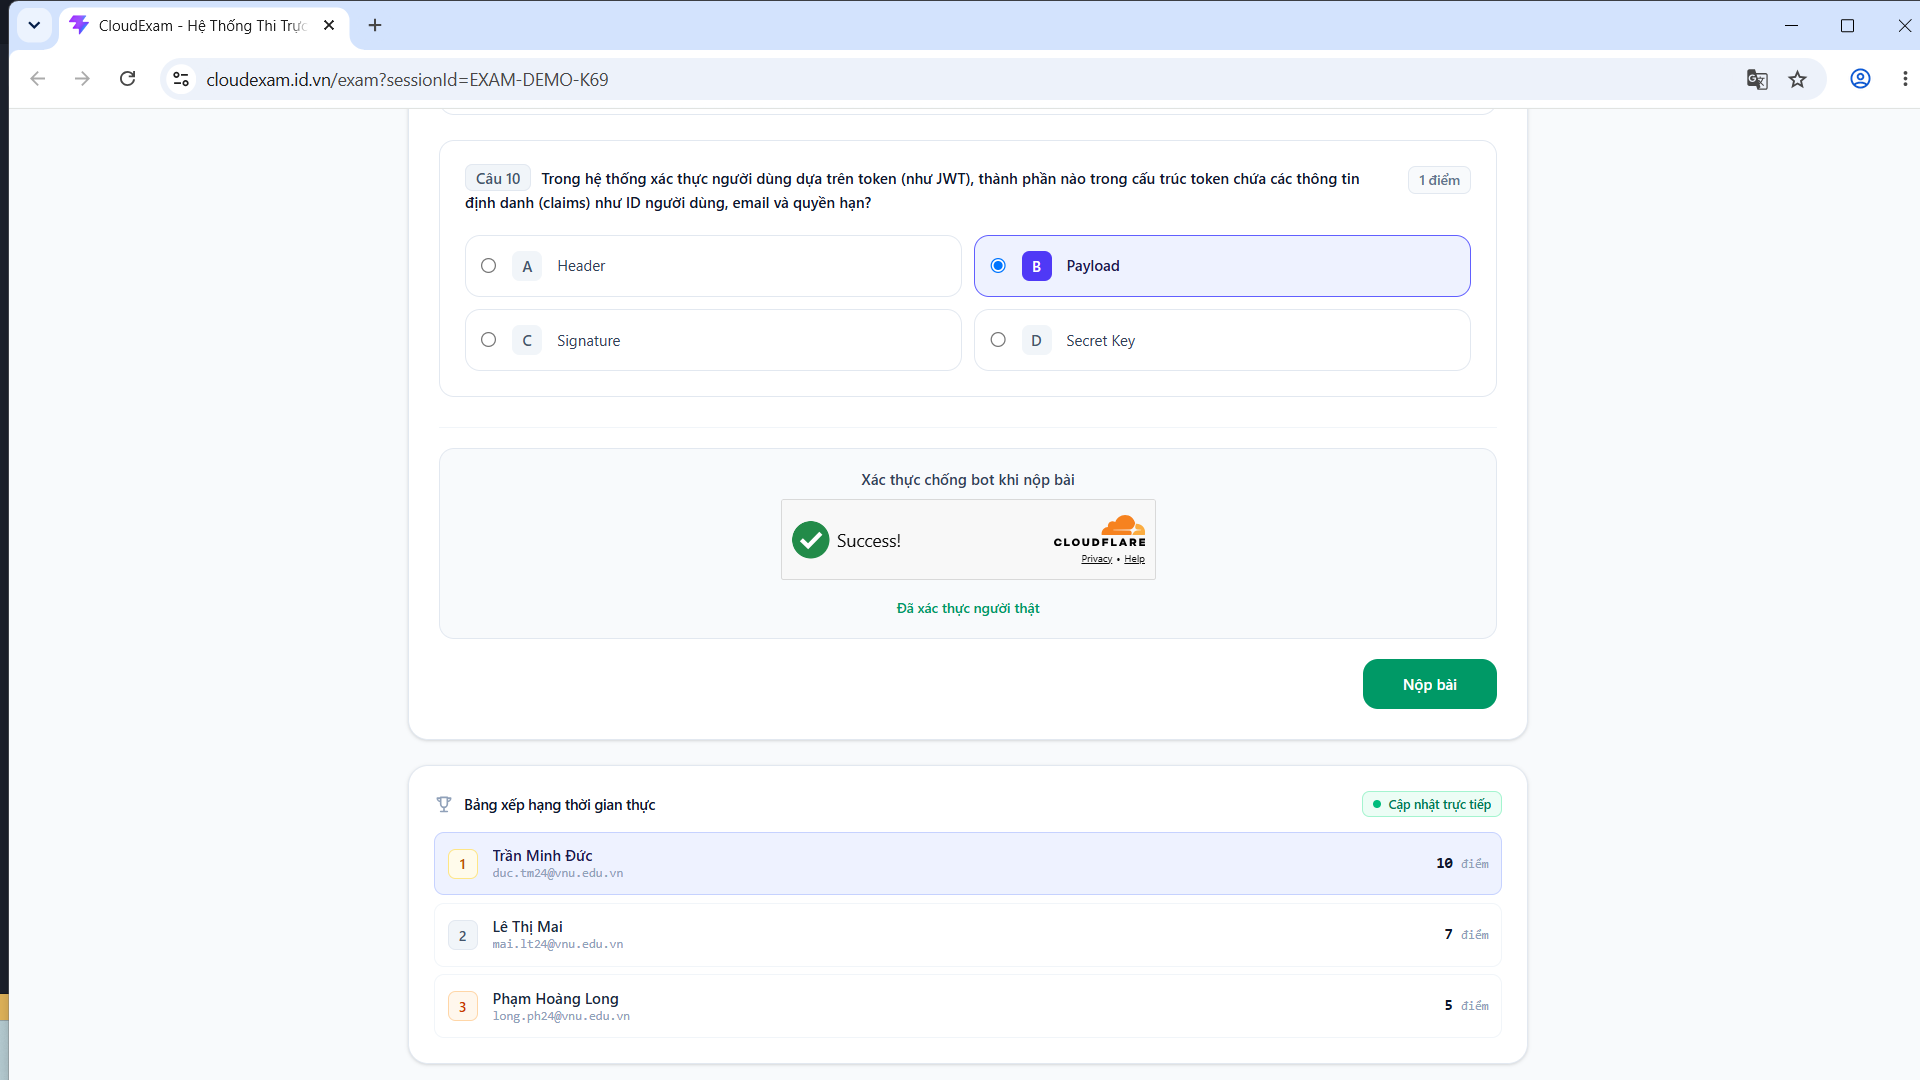 CloudExam - Hệ Thống Thi Trực
cloudexam.id.vn/exam?sessionId=EXAM-DEMO-K69
Câu 10 Trong hệ thống xác thực người dùng dựa trên token (như JWT), thành phần nào trong cấu trúc token chứa các thông tin
định danh (claims) như ID người dùng, email và quyền hạn?
1 điểm
A Header
B Payload
C Signature
D Secret Key
Xác thực chống bot khi nộp bài
Success!
CLOUDFLARE
Privacy • Help
Đã xác thực người thật
Nộp bài
Bảng xếp hạng thời gian thực
Cập nhật trực tiếp
1 Trần Minh Đức 10 điểm
duc.tm24@vnu.edu.vn
2 Lê Thị Mai 7 điểm
mai.lt24@vnu.edu.vn
3 Phạm Hoàng Long 5 điểm
long.ph24@vnu.edu.vn